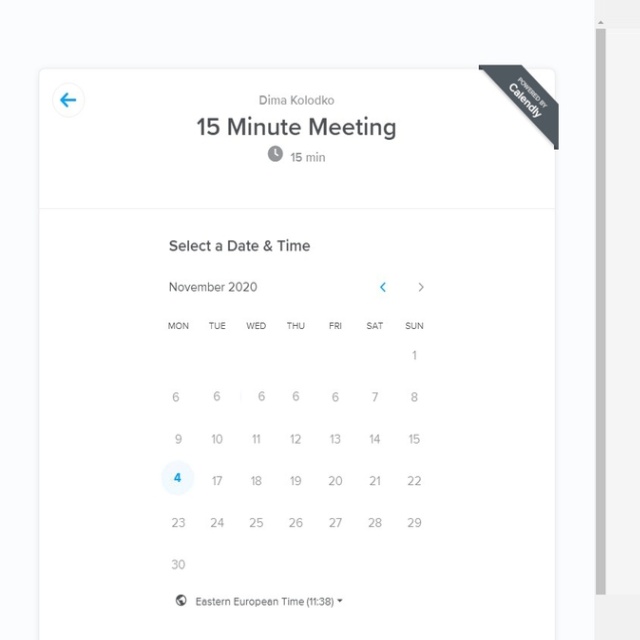 POWERED BY
Calendly
Dima Kolodko
15 Minute Meeting
15 min
Select a Date & Time
November 2020
MON TUE WED THU FRI SAT SUN
1
6 6 6 6 6 7 8
9 10 11 12 13 14 15
4 17 18 19 20 21 22
23 24 25 26 27 28 29
30
Eastern European Time (11:38)